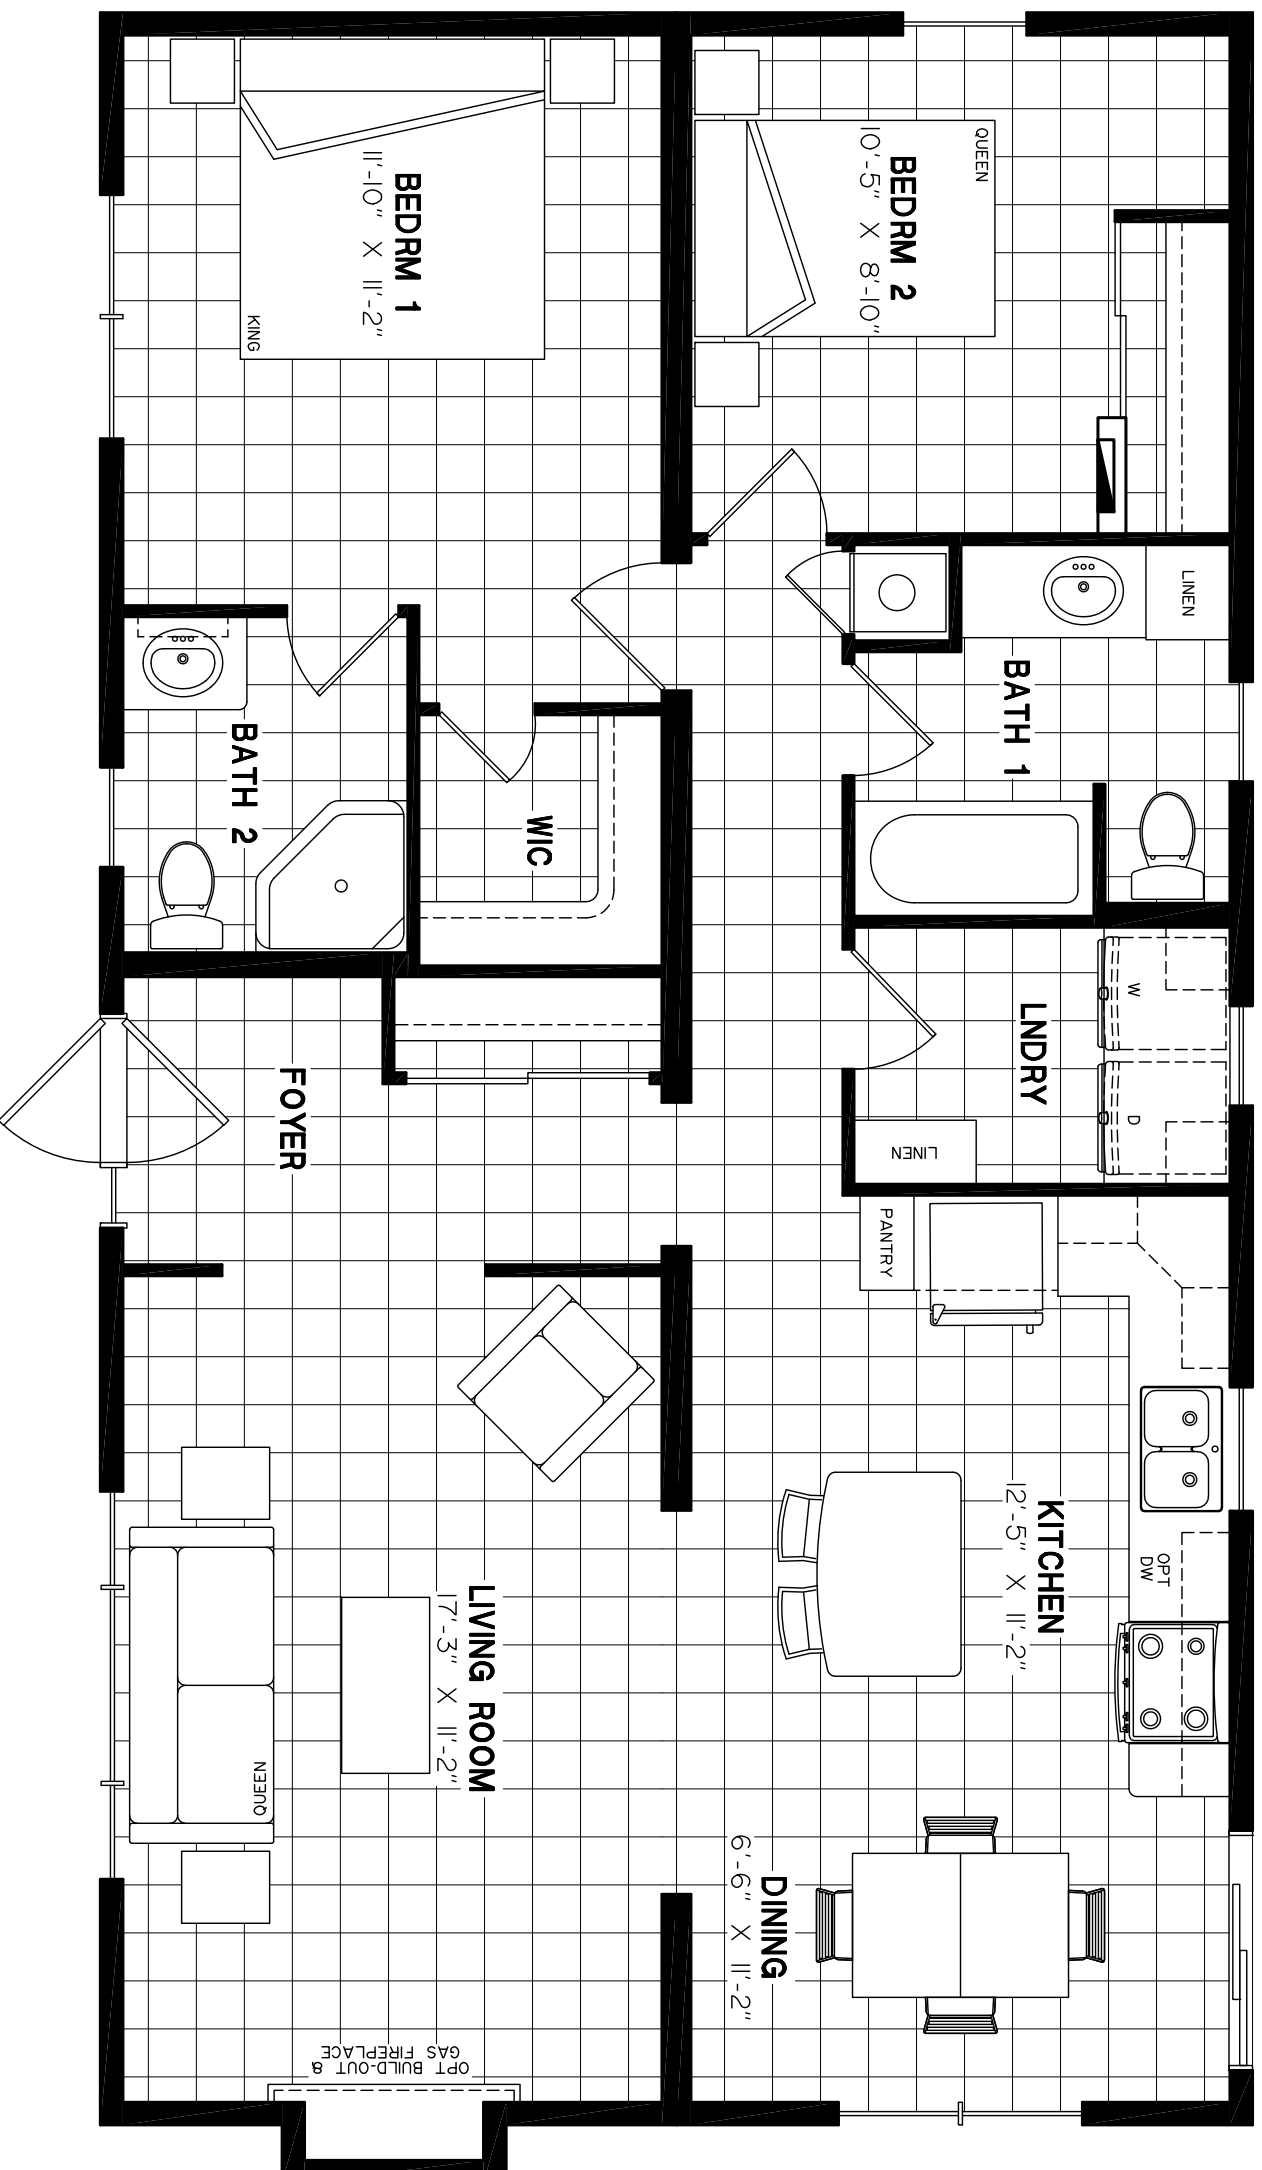 BEDRM 2
10'-5" X 8'-10"
QUEEN
BEDRM 1
11'-10" X 11'-2"
KING
LINEN
BATH 1
BATH 2
WIC
W
D
LNDRY
LINEN
FOYER
PANTRY
KITCHEN
12'-5" X 11'-2"
OPT
DW
LIVING ROOM
17'-3" X 11'-2"
QUEEN
DINING
6'-6" X 11'-2"
OPT BUILD-OUT &
GAS FIREPLACE